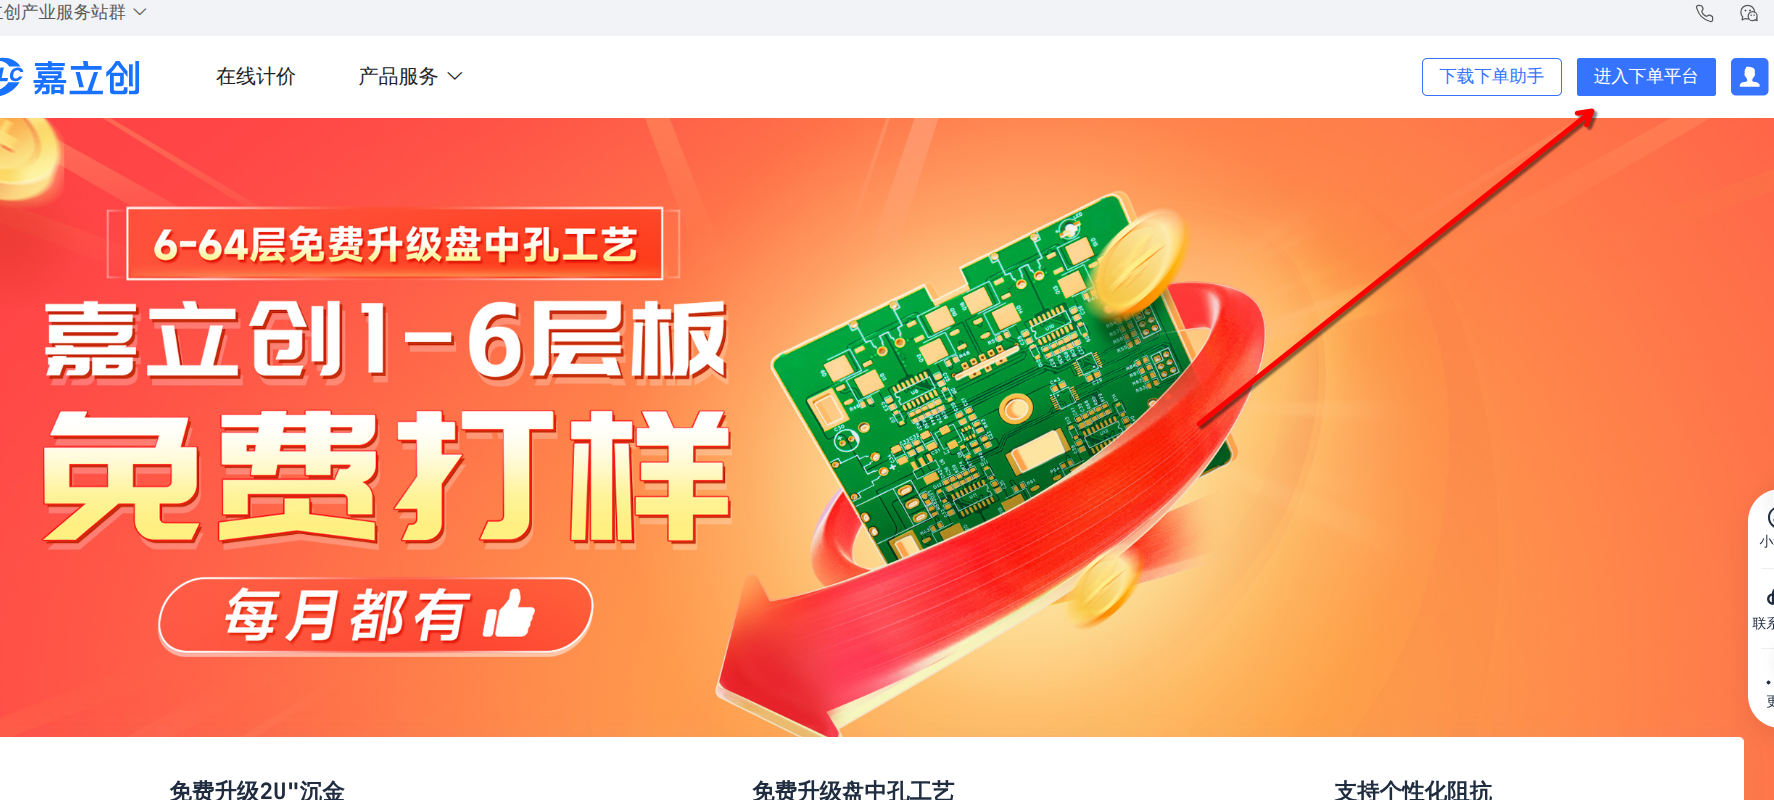 创产业服务站群
嘉立创
在线计价
产品服务
下载下单助手
进入下单平台
6-64层免费升级盘中孔工艺
嘉立创1-6层板
免费打样
每月都有
小
联系
更
免费升级2U"沉金
免费升级盘中孔工艺
支持个性化阻抗